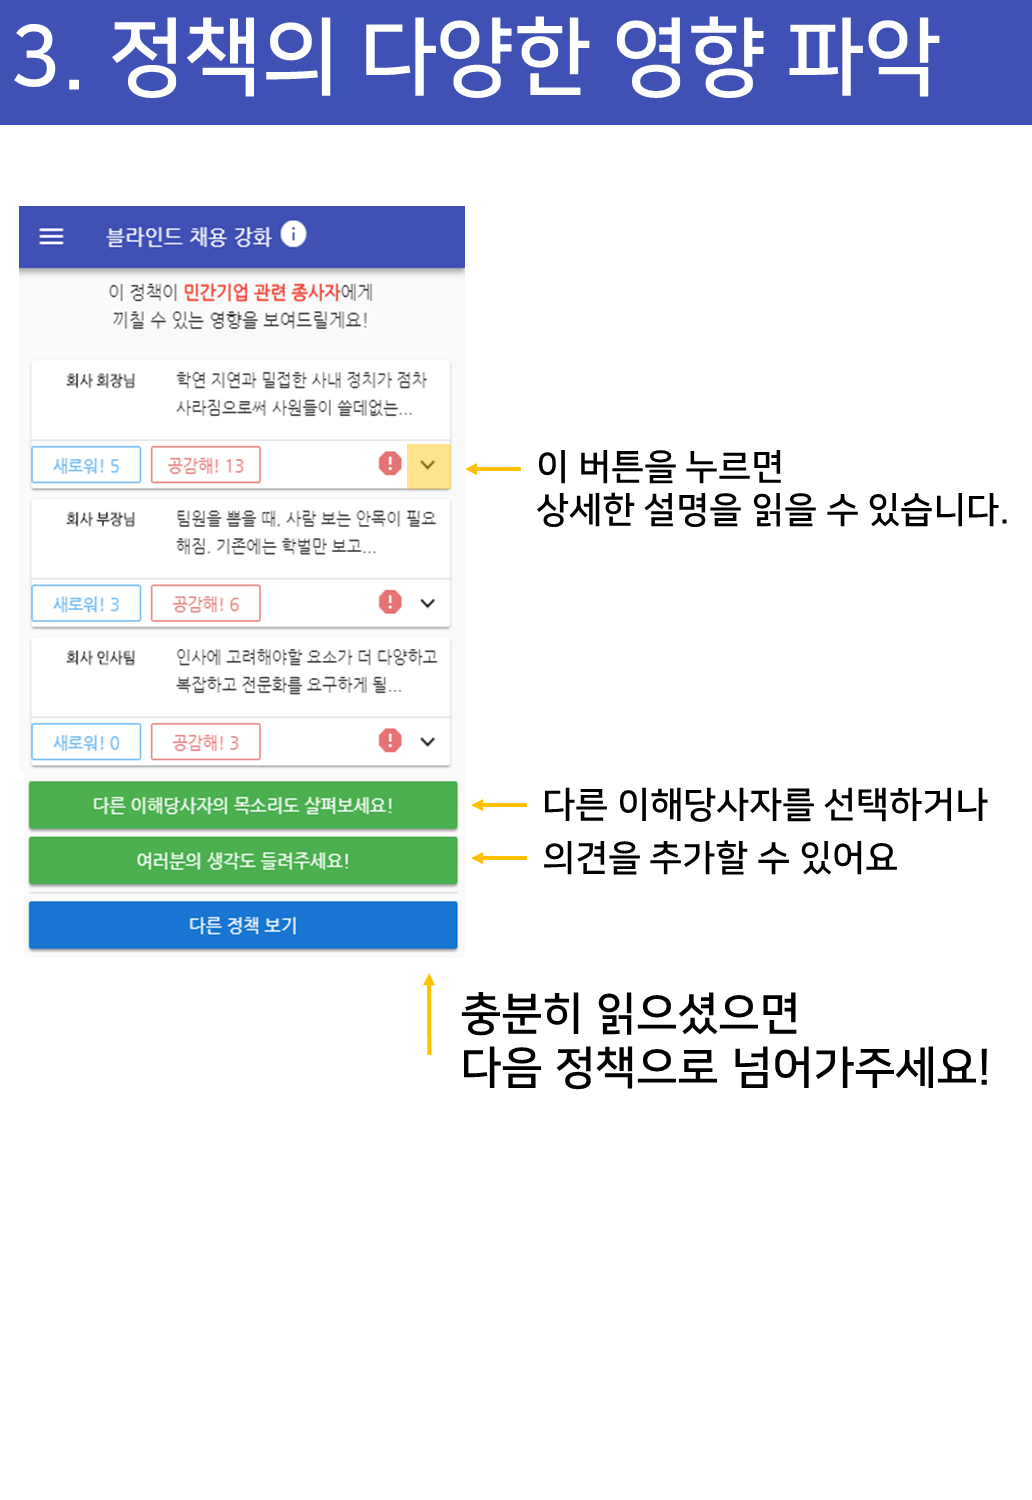 3. 정책의 다양한 영향 파악
블라인드 채용 강화
이 정책이 민간기업 관련 종사자에게
끼칠 수 있는 영향을 보여드릴게요!
회사 회장님
학연 지연과 밀접한 사내 정치가 점차
사라짐으로써 사원들이 쓸데없는...
새로워! 5
공감해! 13
이 버튼을 누르면
상세한 설명을 읽을 수 있습니다.
회사 부장님
팀원을 뽑을 때, 사람 보는 안목이 필요
해짐. 기존에는 학벌만 보고...
새로워! 3
공감해! 6
회사 인사팀
인사에 고려해야할 요소가 더 다양하고
복잡하고 전문화를 요구하게 될...
새로워! 0
공감해! 3
다른 이해당사자의 목소리도 살펴보세요!
다른 이해당사자를 선택하거나
여러분의 생각도 들려주세요!
의견을 추가할 수 있어요
다른 정책 보기
충분히 읽으셨으면
다음 정책으로 넘어가주세요!